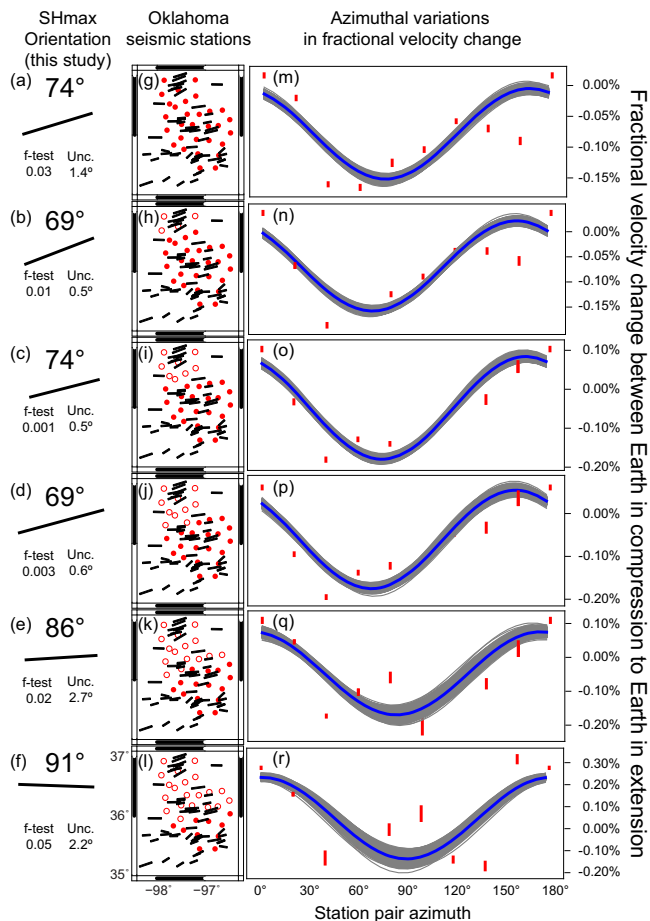 SHmax
Orientation
(this study)
Oklahoma
seismic stations
Azimuthal variations
in fractional velocity change
(a)
74°
f-test
0.03
Unc.
1.4º
(g)
(m)
0.00%
-0.05%
-0.10%
-0.15%
(b)
69°
f-test
0.01
Unc.
0.5º
(h)
(n)
0.00%
-0.05%
-0.10%
-0.15%
(c)
74°
f-test
0.001
Unc.
0.5º
(i)
(o)
0.10%
0.00%
-0.10%
-0.20%
(d)
69°
f-test
0.003
Unc.
0.6º
(j)
(p)
0.00%
-0.10%
-0.20%
(e)
86°
f-test
0.02
Unc.
2.7º
(k)
(q)
0.10%
0.00%
-0.10%
-0.20%
(f)
91°
f-test
0.05
Unc.
2.2º
37°
36°
35°
(l)
−98°
−97°
(r)
0.30%
0.20%
0.10%
0.00%
-0.10%
-0.20%
0°
30°
60°
90°
120°
150°
180°
Station pair azimuth
Fractional velocity change between Earth in compression to Earth in extension